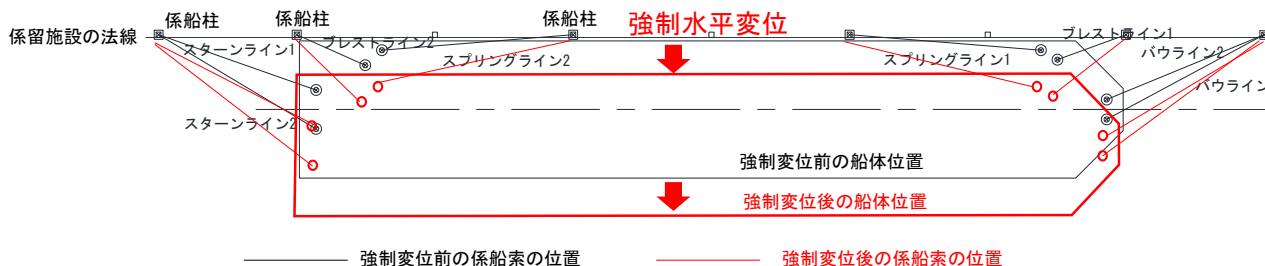 強制水平変位
係船柱
係船柱
係船柱
ブレストライン1
係留施設の法線
スターンライン1
ブレストライン2
スプリングライン2
スプリングライン1
バウライン2
バウライン
スターンライン2
強制変位前の船体位置
強制変位後の船体位置
強制変位前の係船索の位置
強制変位後の係船索の位置